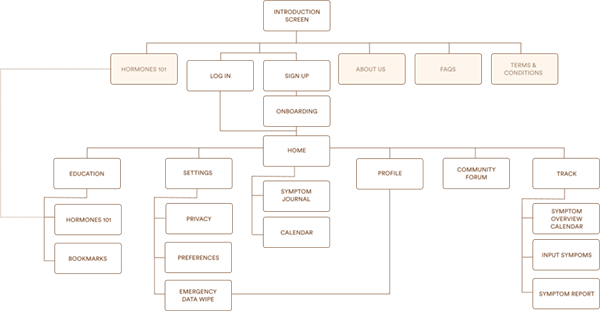 INTRODUCTION
SCREEN
HORMONES 101
LOG IN
SIGN UP
ABOUT US
FAQS
TERMS &
CONDITIONS
ONBOARDING
HOME
EDUCATION
SETTINGS
PROFILE
COMMUNITY
FORUM
TRACK
HORMONES 101
PRIVACY
SYMPTOM
JOURNAL
SYMPTOM
OVERVIEW
CALENDAR
BOOKMARKS
PREFERENCES
CALENDAR
INPUT SYMPOMS
EMERGENCY
DATA WIPE
SYMPTOM REPORT